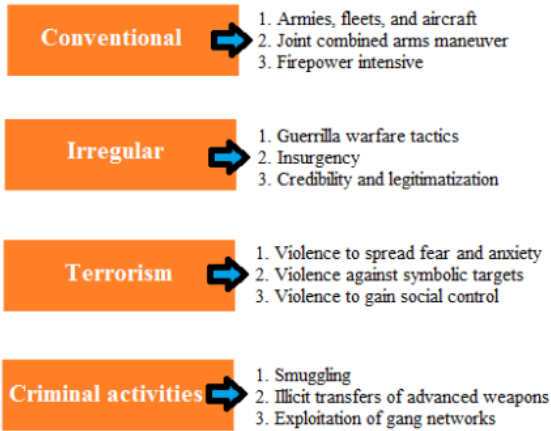 Conventional
1. Armies, fleets, and aircraft
2. Joint combined arms maneuver
3. Firepower intensive
Irregular
1. Guerrilla warfare tactics
2. Insurgency
3. Credibility and legitimatization
Terrorism
1. Violence to spread fear and anxiety
2. Violence against symbolic targets
3. Violence to gain social control
Criminal activities
1. Smuggling
2. Illicit transfers of advanced weapons
3. Exploitation of gang networks